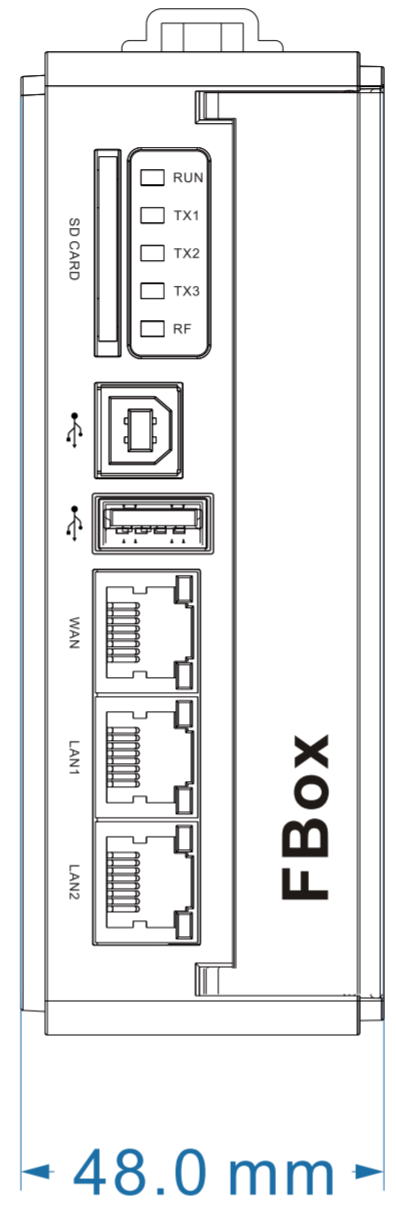 RUN
TX1
TX2
TX3
RF
SD CARD
WAN
LAN1
LAN2
FBox
48.0 mm